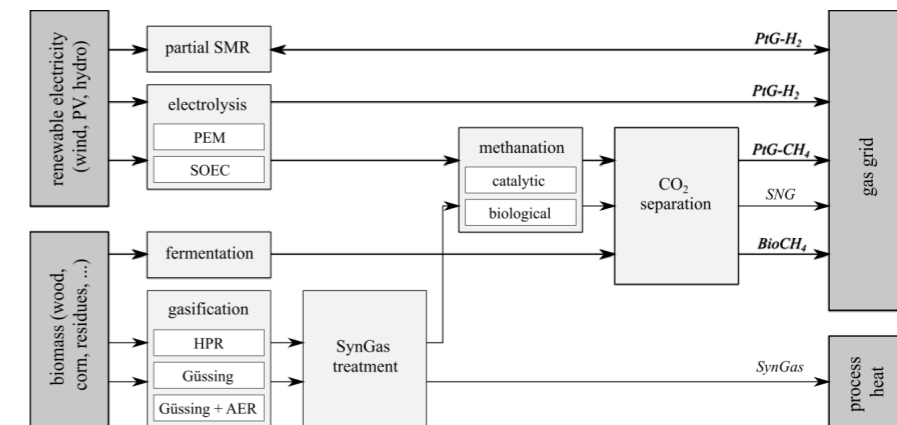 renewable electricity
(wind, PV, hydro)
partial SMR
PtG-H₂
electrolysis
PEM
SOEC
PtG-H₂
methanation
catalytic
biological
CO₂
separation
PtG-CH₄
SNG
BioCH₄
gas grid
biomass (wood,
corn, residues, ...)
fermentation
gasification
HPR
Güssing
Güssing + AER
SynGas
treatment
SynGas
process
heat